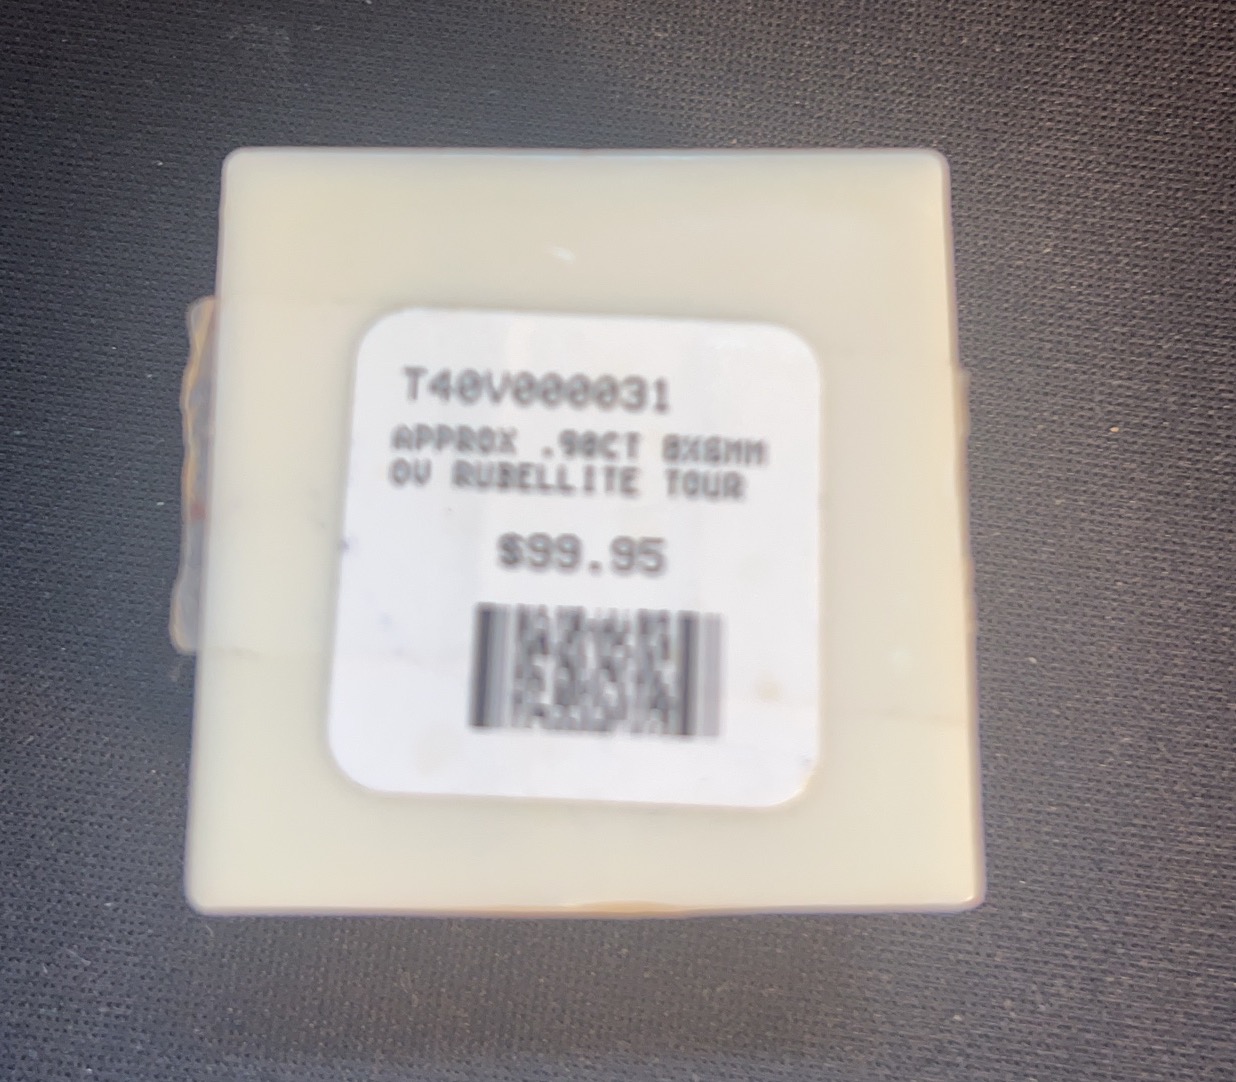 T40V000031
APPROX .90CT 8X6MM
OV RUBELLITE TOUR
$99.95